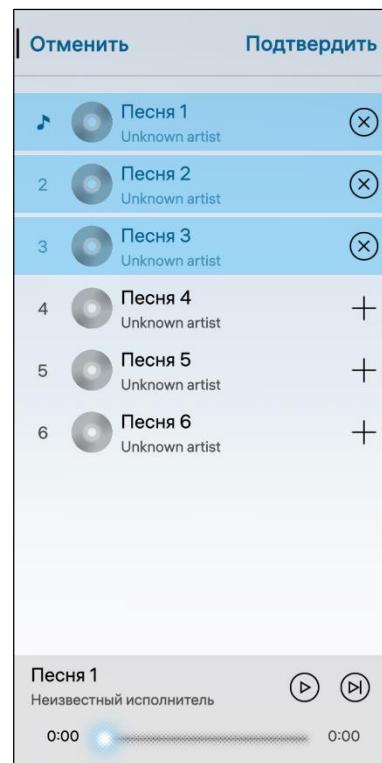 Отменить Подтвердить
Песня 1
Unknown artist
2 Песня 2
Unknown artist
3 Песня 3
Unknown artist
4 Песня 4
Unknown artist
5 Песня 5
Unknown artist
6 Песня 6
Unknown artist
Песня 1
Неизвестный исполнитель
0:00 0:00